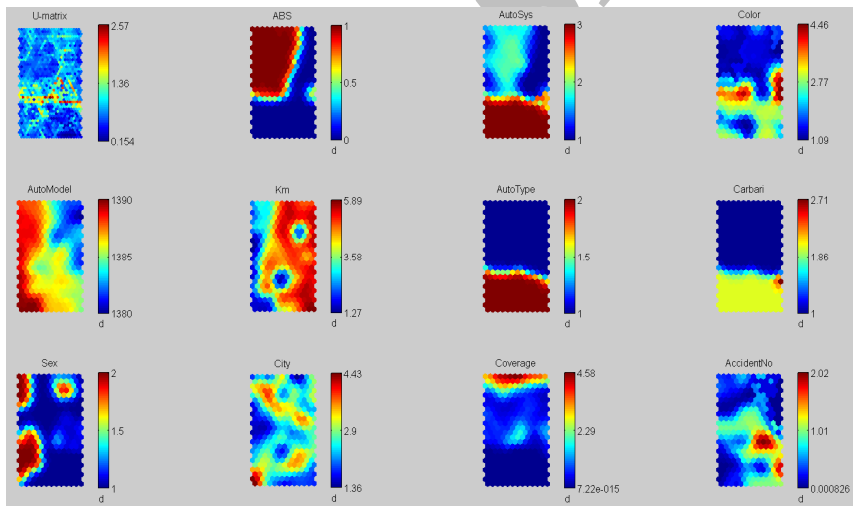 U-matrix
2.57
1.36
0.154
ABS
1
0.5
0
d
AutoSys
3
2
1
d
Color
4.46
2.77
1.09
d
AutoModel
1390
1385
1380
d
Km
5.89
3.58
1.27
d
AutoType
2
1.5
1
d
Carbari
2.71
1.86
1
d
Sex
2
1.5
1
d
City
4.43
2.9
1.36
d
Coverage
4.58
2.29
7.22e-015
d
AccidentNo
2.02
1.01
0.000826
d